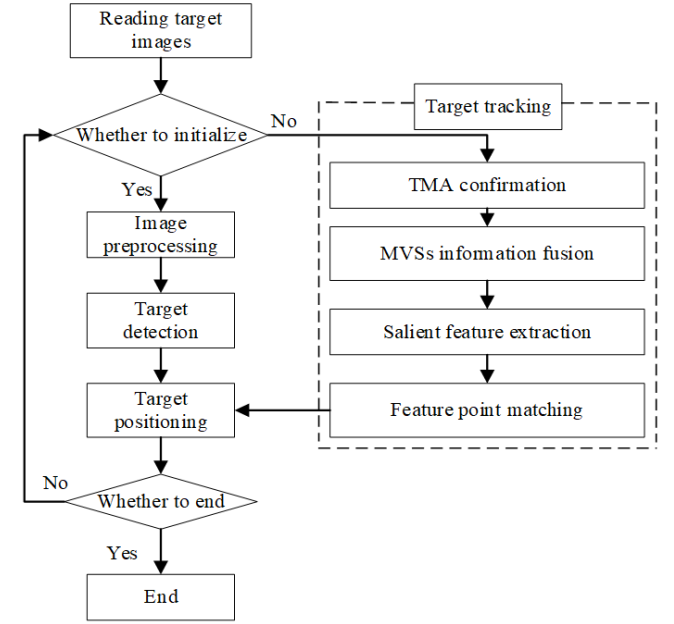 Reading target
images
Whether to initialize
No
Yes
Image
preprocessing
Target
detection
Target
positioning
No
Whether to end
Yes
End
Target tracking
TMA confirmation
MVSs information fusion
Salient feature extraction
Feature point matching